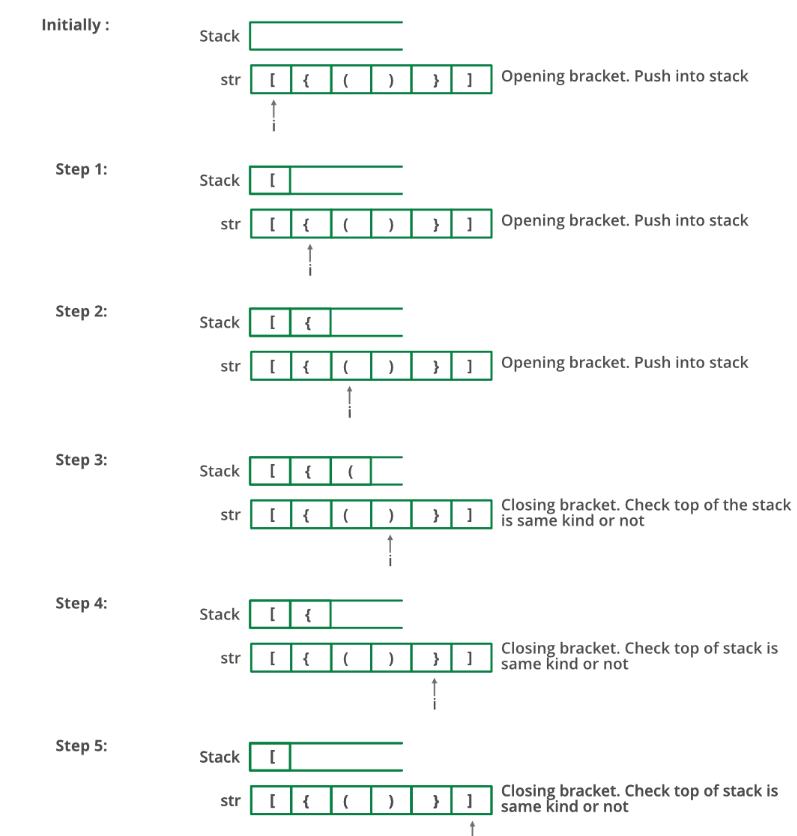 Initially :
Stack
str [ { ( ) } ] Opening bracket. Push into stack
i
Step 1:
Stack [
str [ { ( ) } ] Opening bracket. Push into stack
i
Step 2:
Stack [ {
str [ { ( ) } ] Opening bracket. Push into stack
i
Step 3:
Stack [ { (
str [ { ( ) } ] Closing bracket. Check top of the stack
is same kind or not
i
Step 4:
Stack [ {
str [ { ( ) } ] Closing bracket. Check top of stack is
same kind or not
i
Step 5:
Stack [
str [ { ( ) } ] Closing bracket. Check top of stack is
same kind or not